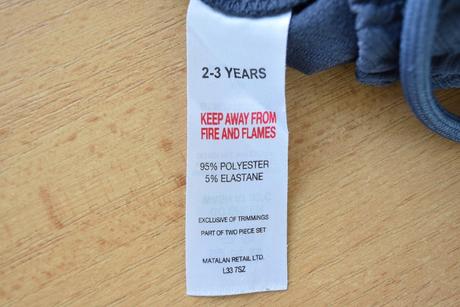 2-3 YEARS
KEEP AWAY FROM
FIRE AND FLAMES
95% POLYESTER
5% ELASTANE
EXCLUSIVE OF TRIMMINGS
PART OF TWO PIECE SET
MATALAN RETAIL LTD.
L33 7SZ